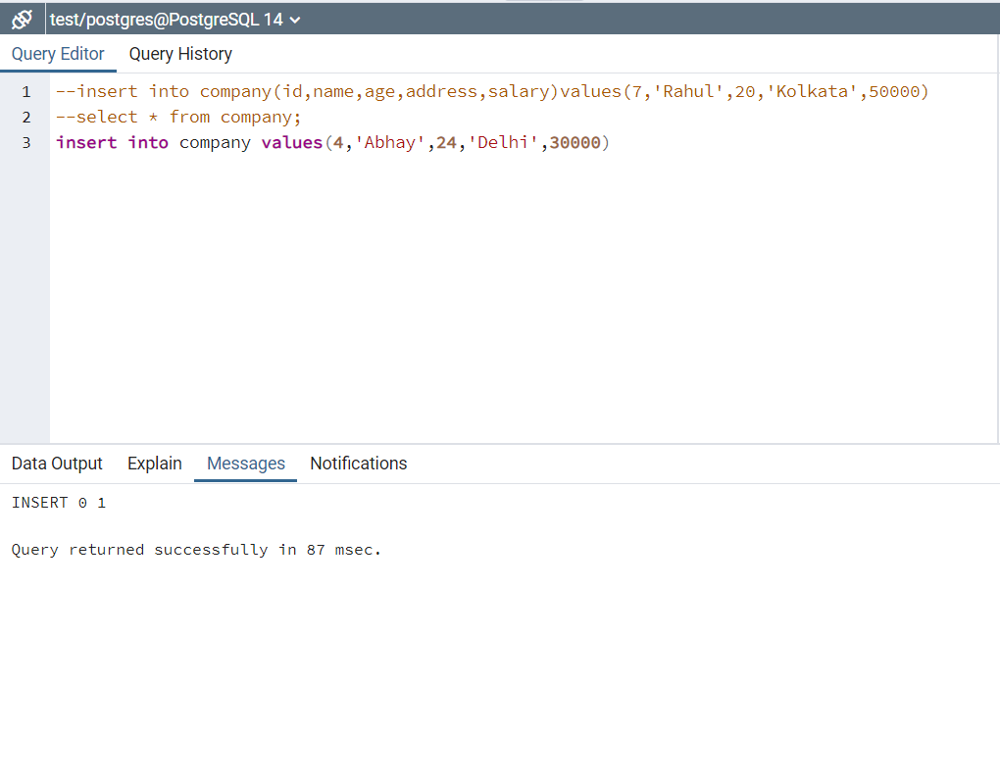 test/postgres@PostgreSQL 14
Query Editor Query History
1 --insert into company(id,name,age,address,salary)values(7,'Rahul',20,'Kolkata',50000)
2 --select * from company;
3 insert into company values(4,'Abhay',24,'Delhi',30000)
Data Output Explain Messages Notifications
INSERT 0 1
Query returned successfully in 87 msec.